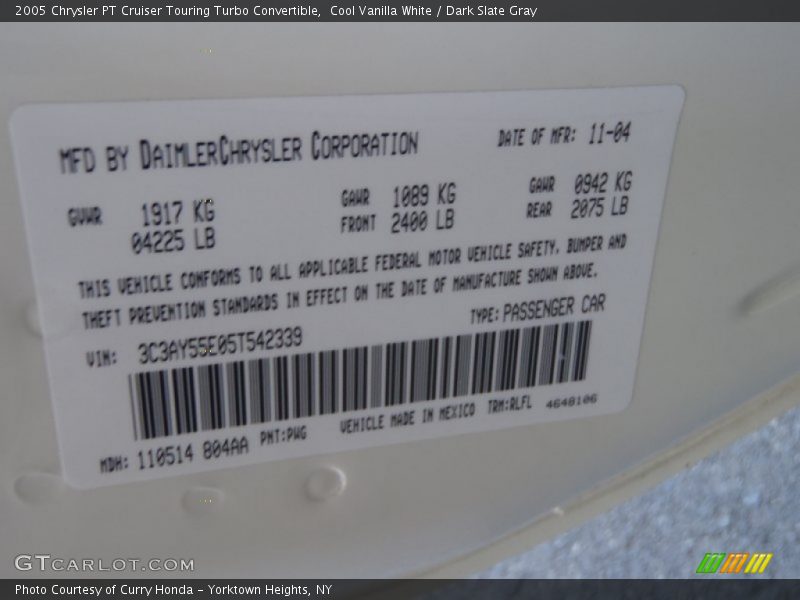 2005 Chrysler PT Cruiser Touring Turbo Convertible,  Cool Vanilla White / Dark Slate Gray
MFD BY DAIMLERCHRYSLER CORPORATION DATE OF MFR: 11-04
GVWR 1917 KG GAWR 1089 KG GAWR 0942 KG
04225 LB FRONT 2400 LB REAR 2075 LB
THIS VEHICLE CONFORMS TO ALL APPLICABLE FEDERAL MOTOR VEHICLE SAFETY, BUMPER AND
THEFT PREVENTION STANDARDS IN EFFECT ON THE DATE OF MANUFACTURE SHOWN ABOVE.
VIN: 3C3AY55E05T542339 TYPE: PASSENGER CAR
MDH: 110514 804AA PNT:PWG VEHICLE MADE IN MEXICO TRM:RLFL 4648106
GTCARLOT.COM
Photo Courtesy of Curry Honda - Yorktown Heights, NY